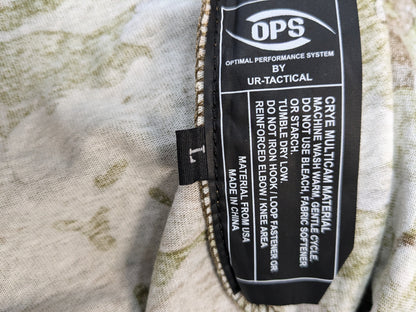 OPS
OPTIMAL PERFORMANCE SYSTEM
BY
UR-TACTICAL
CRYE MULTICAM MATERIAL
MACHINE WASH WARM, GENTLE CYCLE.
DO NOT USE BLEACH, FABRIC SOFTENER
OR STARCH.
TUMBLE DRY LOW.
DO NOT IRON HOOK / LOOP FASTENER OR
REINFORCED ELBOW / KNEE AREA
MATERIAL FROM USA
MADE IN CHINA
L